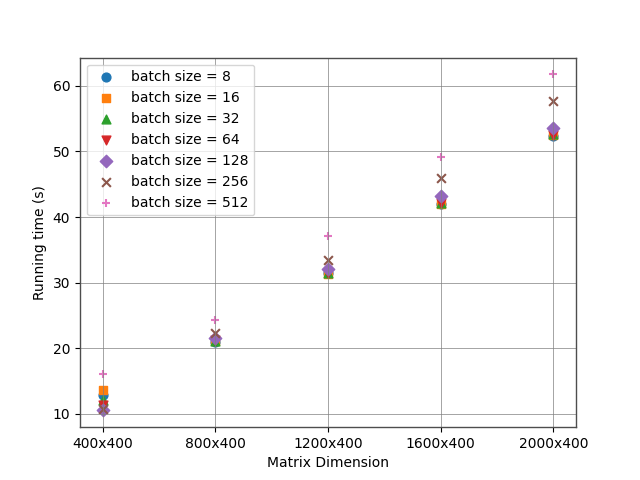 60
50
40
30
20
10
Running time (s)
batch size = 8
batch size = 16
batch size = 32
batch size = 64
batch size = 128
batch size = 256
batch size = 512
400x400 800x400 1200x400 1600x400 2000x400
Matrix Dimension